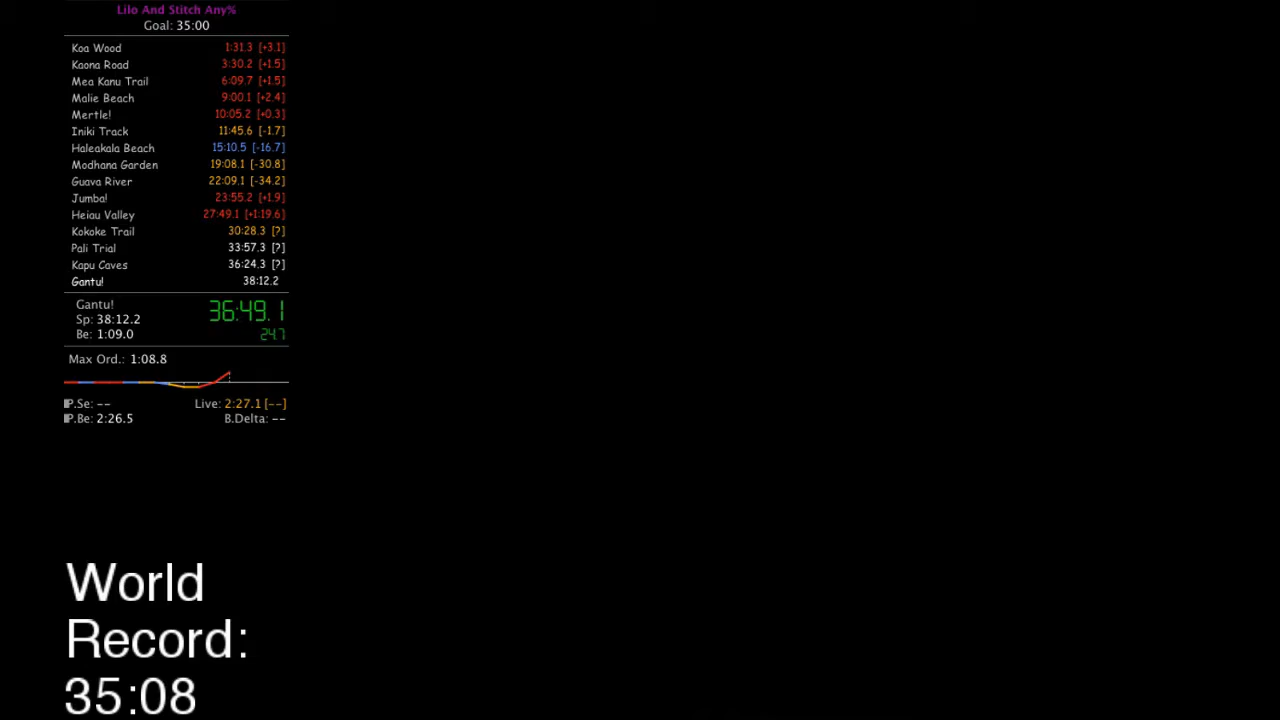 Lilo And Stitch Any%
Goal: 35:00
Koa Wood 1:31.3 [+3.1]
Kaona Road 3:30.2 [+1.5]
Mea Kanu Trail 6:09.7 [+1.5]
Malie Beach 9:00.1 [+2.4]
Mertle! 10:05.2 [+0.3]
Iniki Track 11:45.6 [-1.7]
Haleakala Beach 15:10.5 [-16.7]
Modhana Garden 19:08.1 [-30.8]
Guava River 22:09.1 [-34.2]
Jumba! 23:55.2 [+1.9]
Heiau Valley 27:49.1 [+1:19.6]
Kokoke Trail 30:28.3 [?]
Pali Trial 33:57.3 [?]
Kapu Caves 36:24.3 [?]
Gantu! 38:12.2
Gantu! 36:49.1
Sp: 38:12.2
Be: 1:09.0 24.7
Max Ord.: 1:08.8
P.Se: -- Live: 2:27.1 [--]
P.Be: 2:26.5 B.Delta: --
World
Record:
35:08